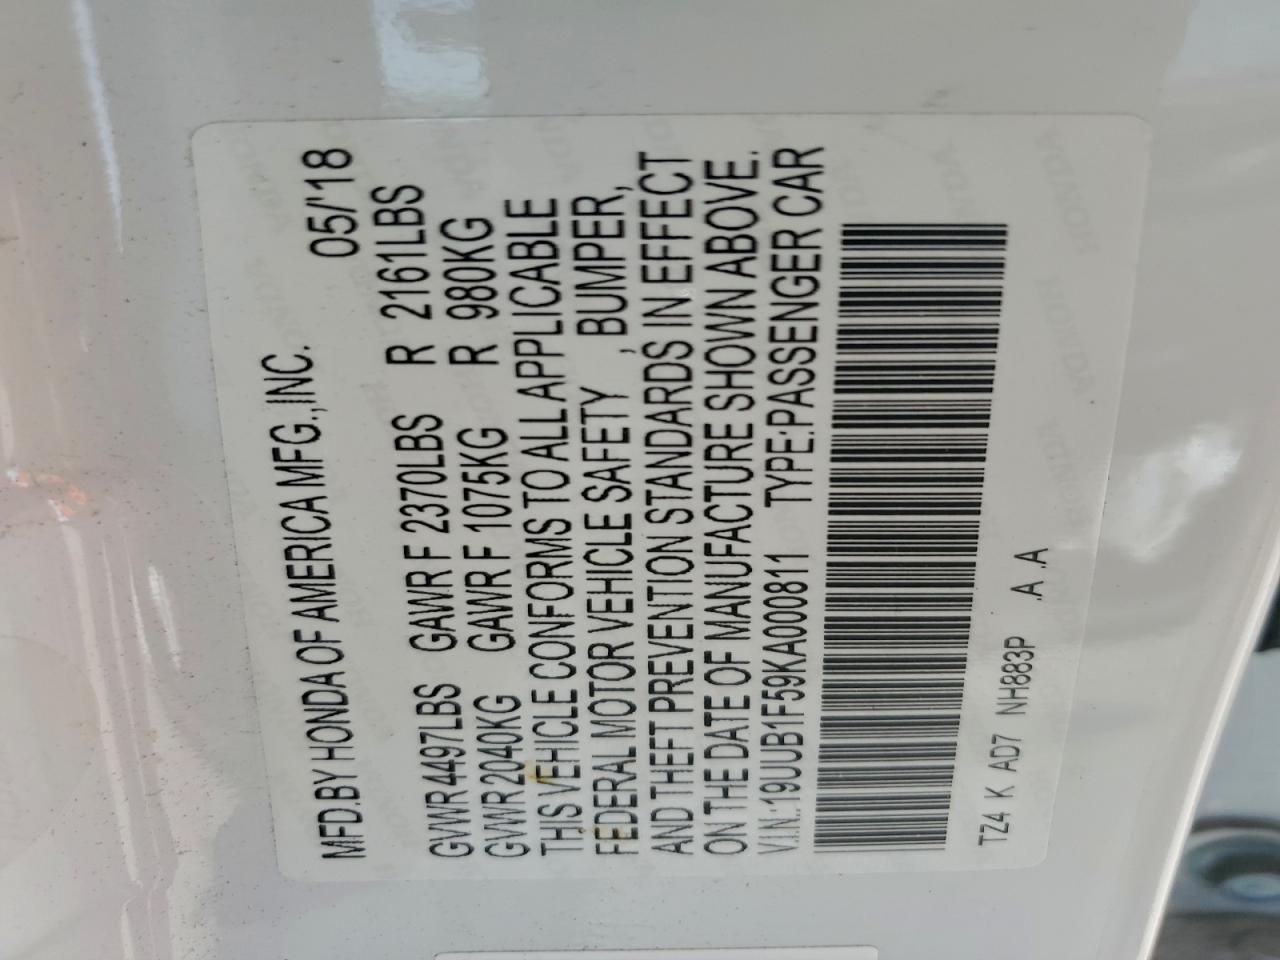 MFD.BY HONDA OF AMERICA MFG.,INC. 05/'18
GVWR 4497LBS GAWR F 2370LBS R 2161LBS
GVWR 2040KG GAWR F 1075KG R 980KG
THIS VEHICLE CONFORMS TO ALL APPLICABLE
FEDERAL MOTOR VEHICLE SAFETY , BUMPER,
AND THEFT PREVENTION STANDARDS IN EFFECT
ON THE DATE OF MANUFACTURE SHOWN ABOVE.
V.I.N.:19UUB1F59KA000811 TYPE:PASSENGER CAR
TZ4 K AD7 NH883P .A .A